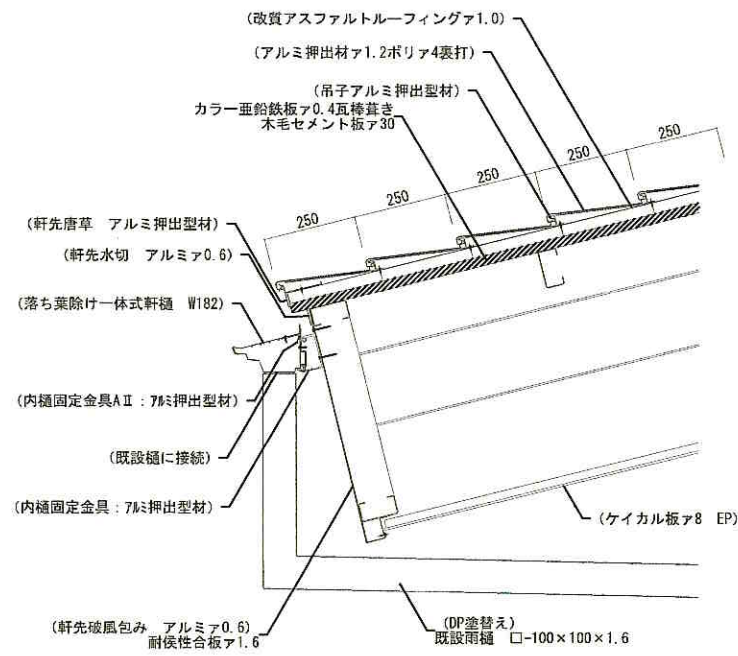 (改質アスファルトルーフィングァ1.0)
(アルミ押出材ァ1.2ポリァ4裏打)
(吊子アルミ押出型材)
カラー亜鉛鉄板ァ0.4瓦棒葺き
木毛セメント板ァ30
250
250
250
250
250
(軒先唐草 アルミ押出型材)
(軒先水切 アルミァ0.6)
(落ち葉除け一体式軒樋 W182)
(内樋固定金具AⅡ：アルミ押出型材)
(既設樋に接続)
(内樋固定金具：アルミ押出型材)
(ケイカル板ァ8 EP)
(軒先破風包み アルミァ0.6)
耐侯性合板ァ1.6
(DP塗替え)
既設雨樋 □-100×100×1.6